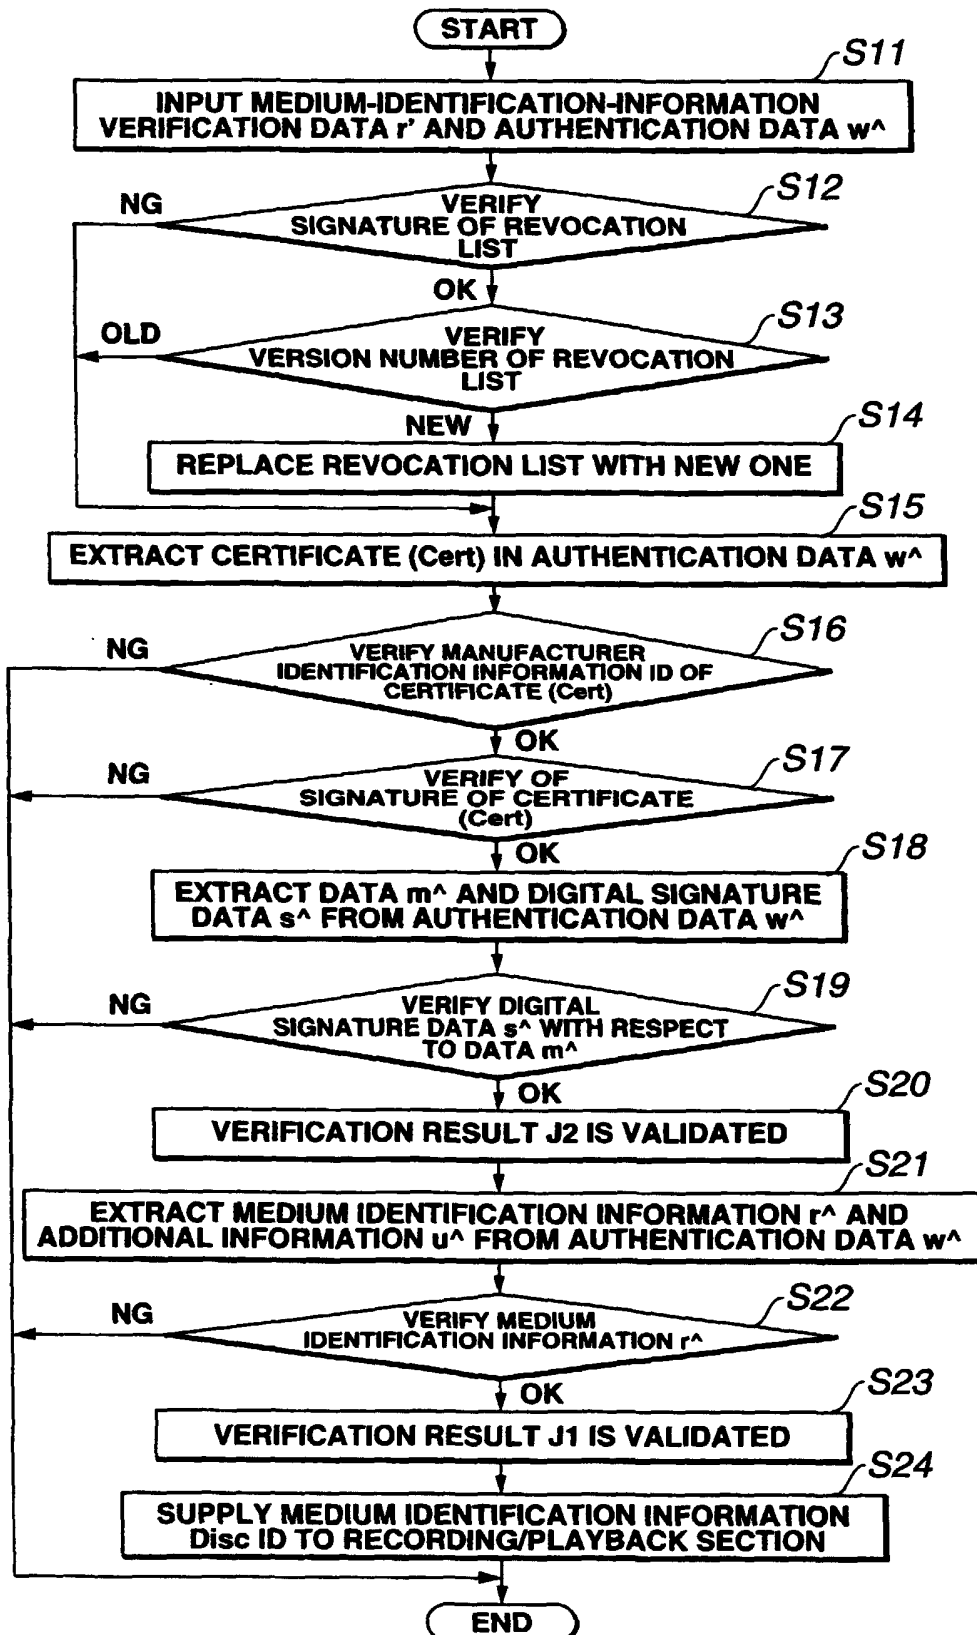 START
S11
INPUT MEDIUM-IDENTIFICATION-INFORMATION
VERIFICATION DATA r' AND AUTHENTICATION DATA w^
S12
NG
VERIFY
SIGNATURE OF REVOCATION
LIST
OK
S13
OLD
VERIFY
VERSION NUMBER OF REVOCATION
LIST
NEW
S14
REPLACE REVOCATION LIST WITH NEW ONE
S15
EXTRACT CERTIFICATE (Cert) IN AUTHENTICATION DATA w^
S16
NG
VERIFY MANUFACTURER
IDENTIFICATION INFORMATION ID OF
CERTIFICATE (Cert)
OK
S17
NG
VERIFY OF
SIGNATURE OF CERTIFICATE
(Cert)
OK
S18
EXTRACT DATA m^ AND DIGITAL SIGNATURE
DATA s^ FROM AUTHENTICATION DATA w^
S19
NG
VERIFY DIGITAL
SIGNATURE DATA s^ WITH RESPECT
TO DATA m^
OK
S20
VERIFICATION RESULT J2 IS VALIDATED
S21
EXTRACT MEDIUM IDENTIFICATION INFORMATION r^ AND
ADDITIONAL INFORMATION u^ FROM AUTHENTICATION DATA w^
S22
NG
VERIFY MEDIUM
IDENTIFICATION INFORMATION r^
OK
S23
VERIFICATION RESULT J1 IS VALIDATED
S24
SUPPLY MEDIUM IDENTIFICATION INFORMATION
Disc ID TO RECORDING/PLAYBACK SECTION
END